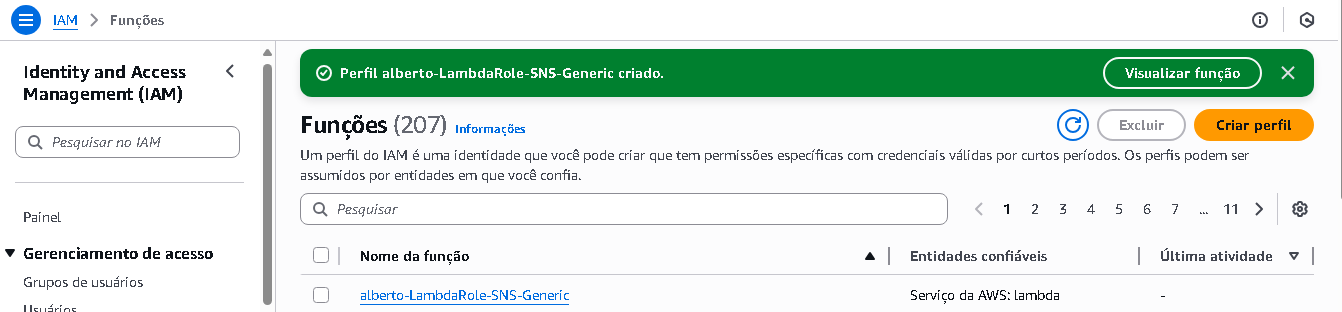 IAM > Funções
Identity and Access
Management (IAM)
Pesquisar no IAM
Painel
Gerenciamento de acesso
Grupos de usuários
Usuários
Perfil alberto-LambdaRole-SNS-Generic criado.
Visualizar função
Funções (207) Informações
Excluir
Criar perfil
Um perfil do IAM é uma identidade que você pode criar que tem permissões específicas com credenciais válidas por curtos períodos. Os perfis podem ser
assumidos por entidades em que você confia.
Pesquisar
1 2 3 4 5 6 7 ... 11
Nome da função Entidades confiáveis Última atividade
alberto-LambdaRole-SNS-Generic Serviço da AWS: lambda -